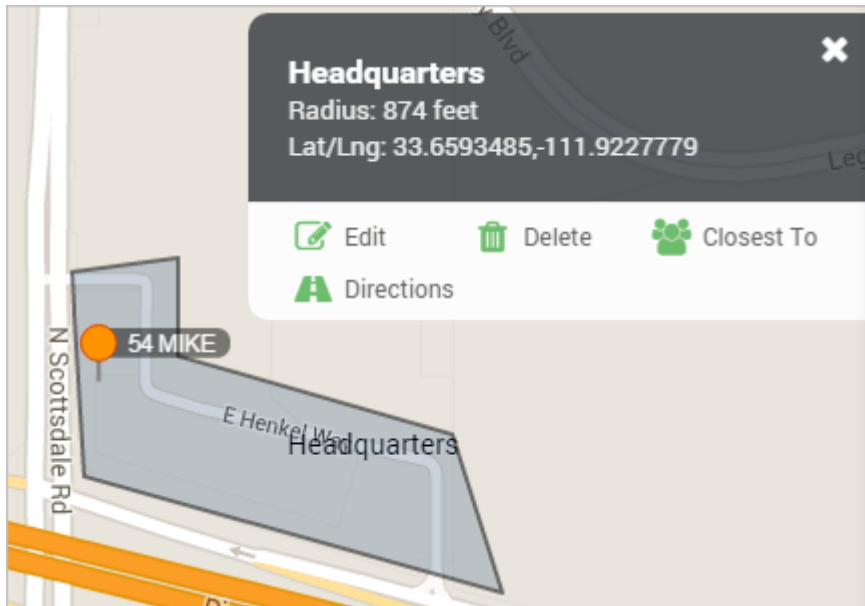 Headquarters
Radius: 874 feet
Lat/Lng: 33.6593485,-111.9227779
Edit
Delete
Closest To
Directions
54 MIKE
N Scottsdale Rd
E Henkel Way
Headquarters
Blvd